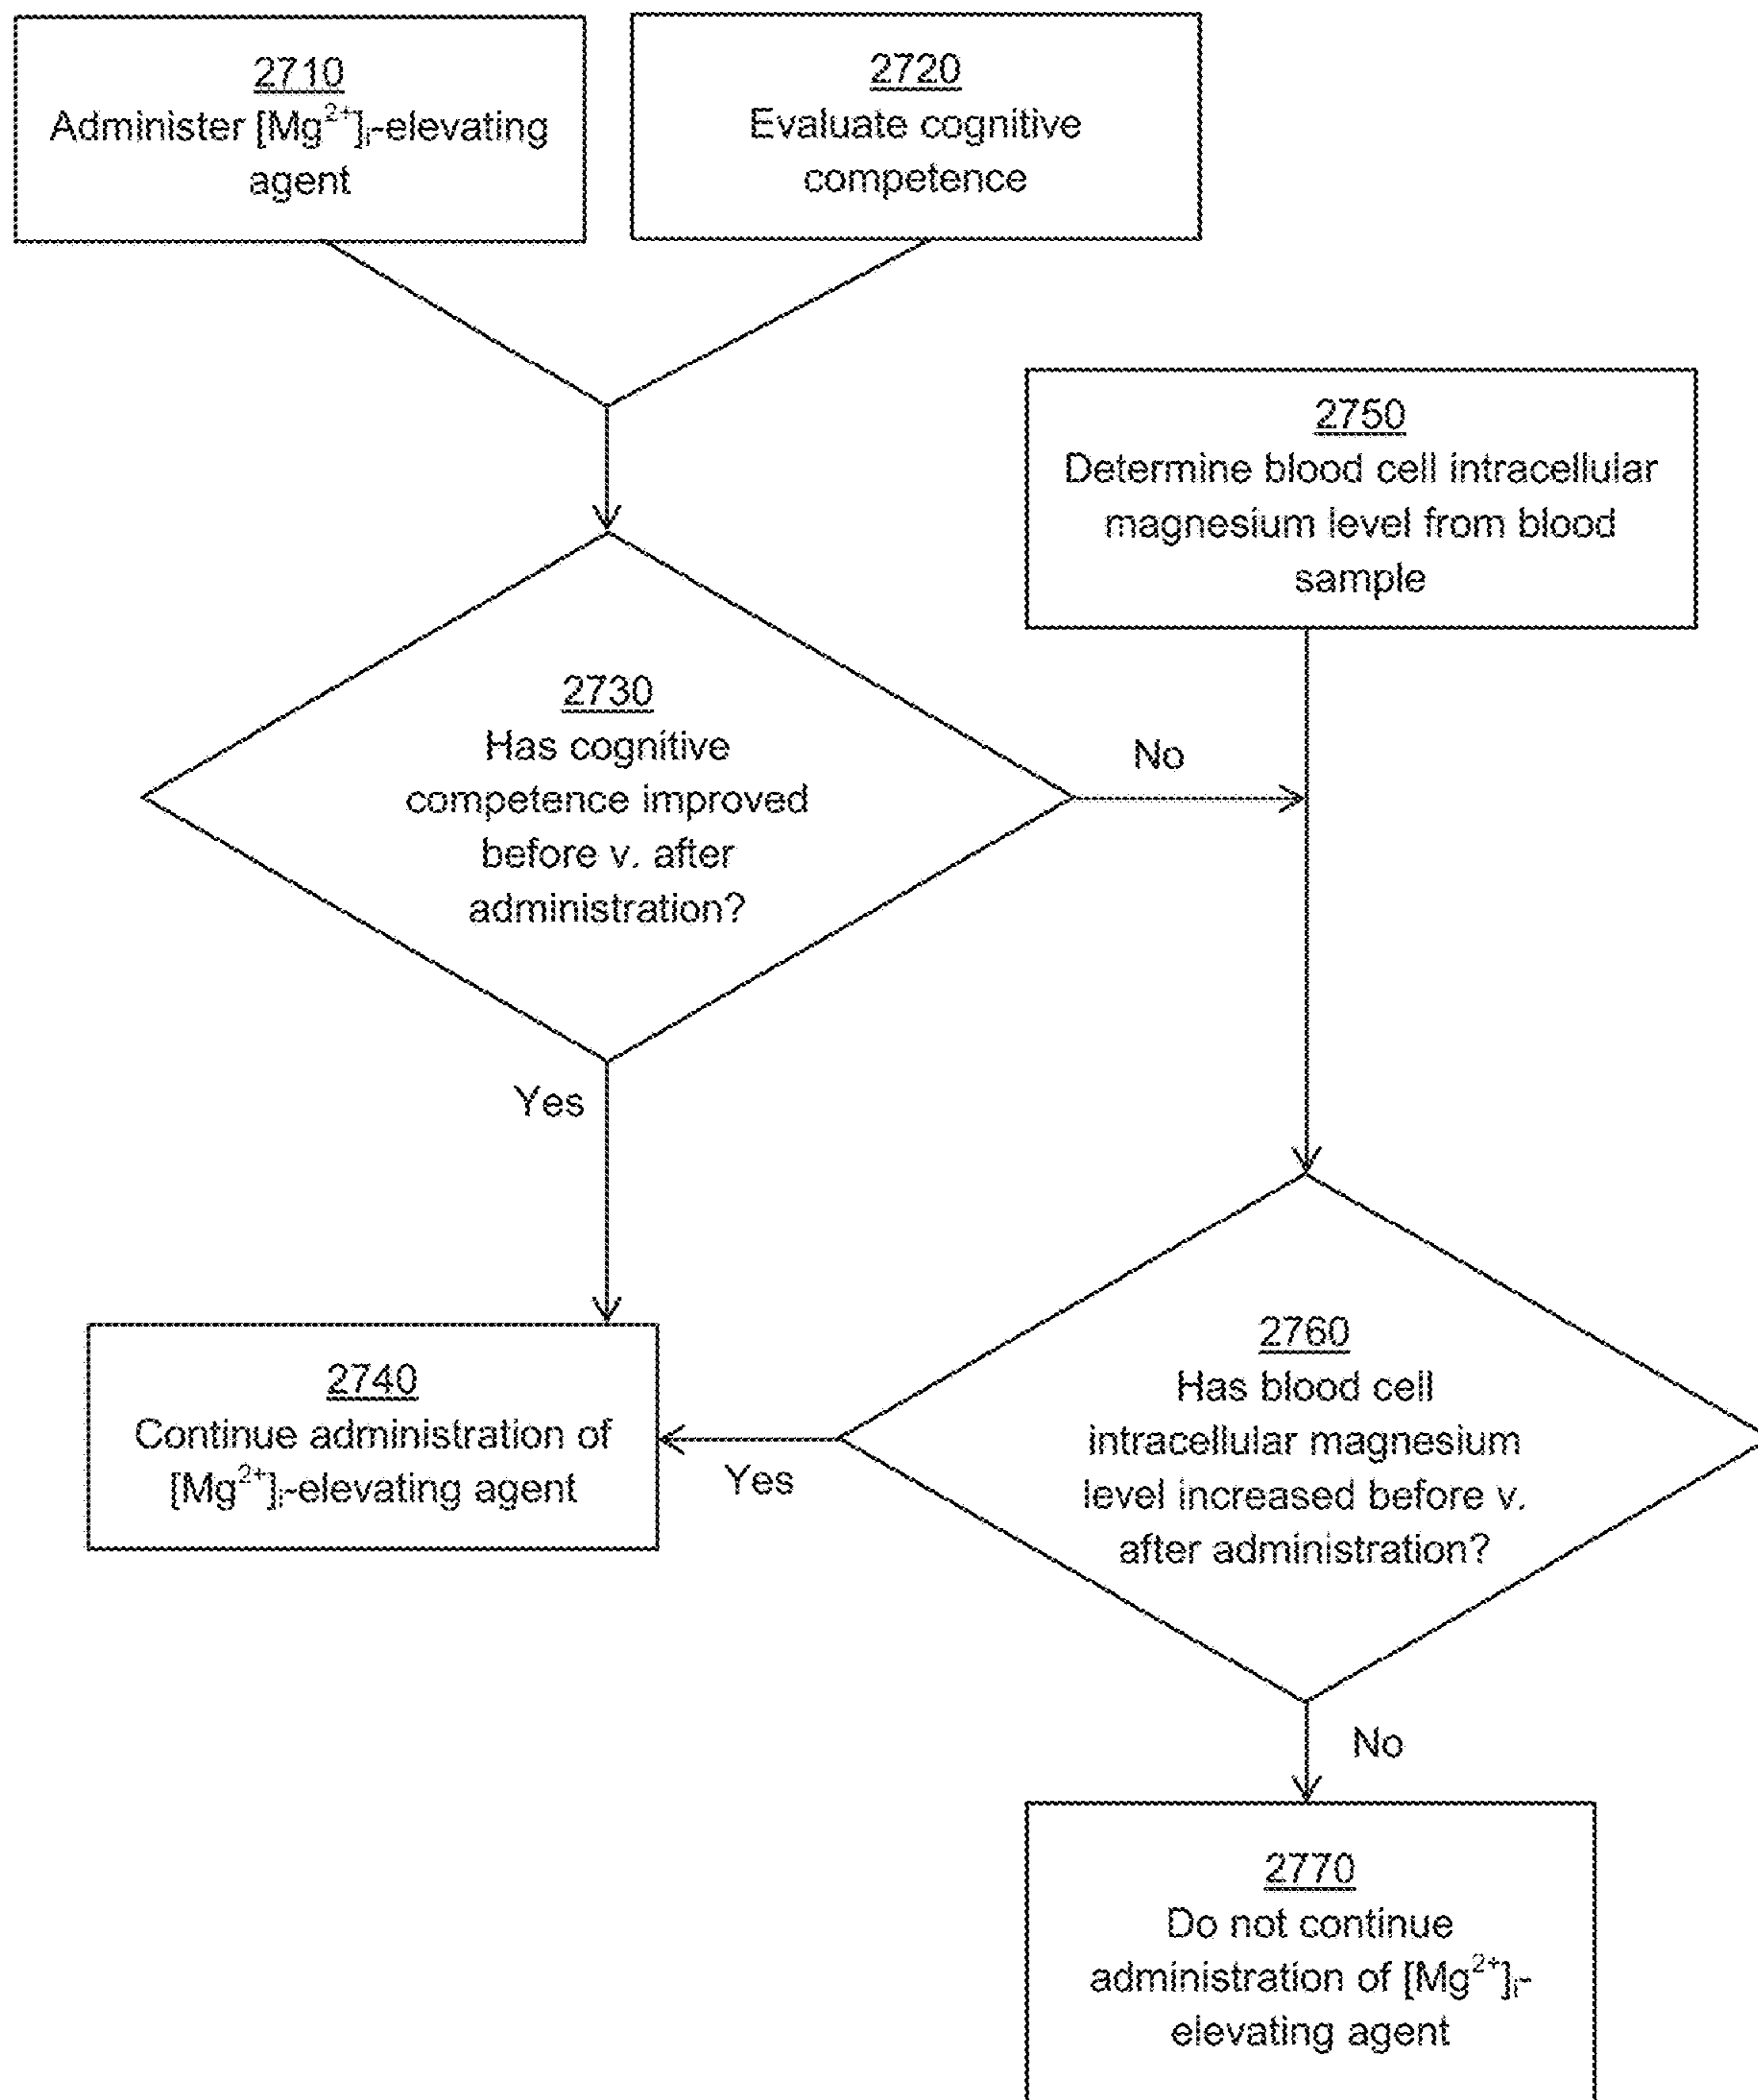 2710
Administer [Mg²⁺]ᵢ-elevating
agent
2720
Evaluate cognitive
competence
2750
Determine blood cell intracellular
magnesium level from blood
sample
2730
Has cognitive
competence improved
before v. after
administration?
No
Yes
2740
Continue administration of
[Mg²⁺]ᵢ-elevating agent
Yes
2760
Has blood cell
intracellular magnesium
level increased before v.
after administration?
No
2770
Do not continue
administration of [Mg²⁺]ᵢ-
elevating agent